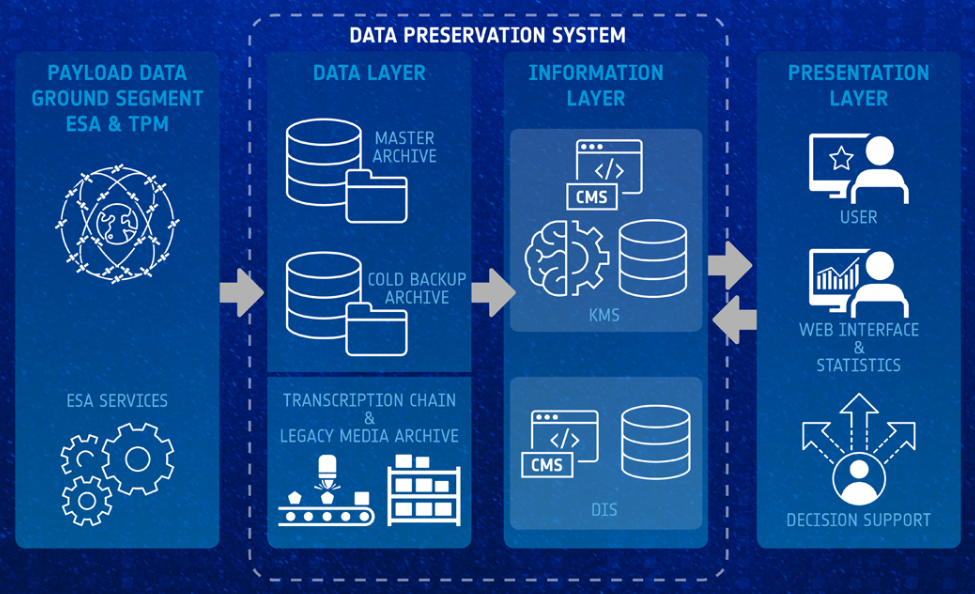 DATA PRESERVATION SYSTEM
PAYLOAD DATA
GROUND SEGMENT
ESA & TPM
ESA SERVICES
DATA LAYER
MASTER
ARCHIVE
COLD BACKUP
ARCHIVE
TRANSCRIPTION CHAIN
&
LEGACY MEDIA ARCHIVE
INFORMATION
LAYER
</>
CMS
KMS
</>
CMS
DIS
PRESENTATION
LAYER
USER
WEB INTERFACE
&
STATISTICS
DECISION SUPPORT